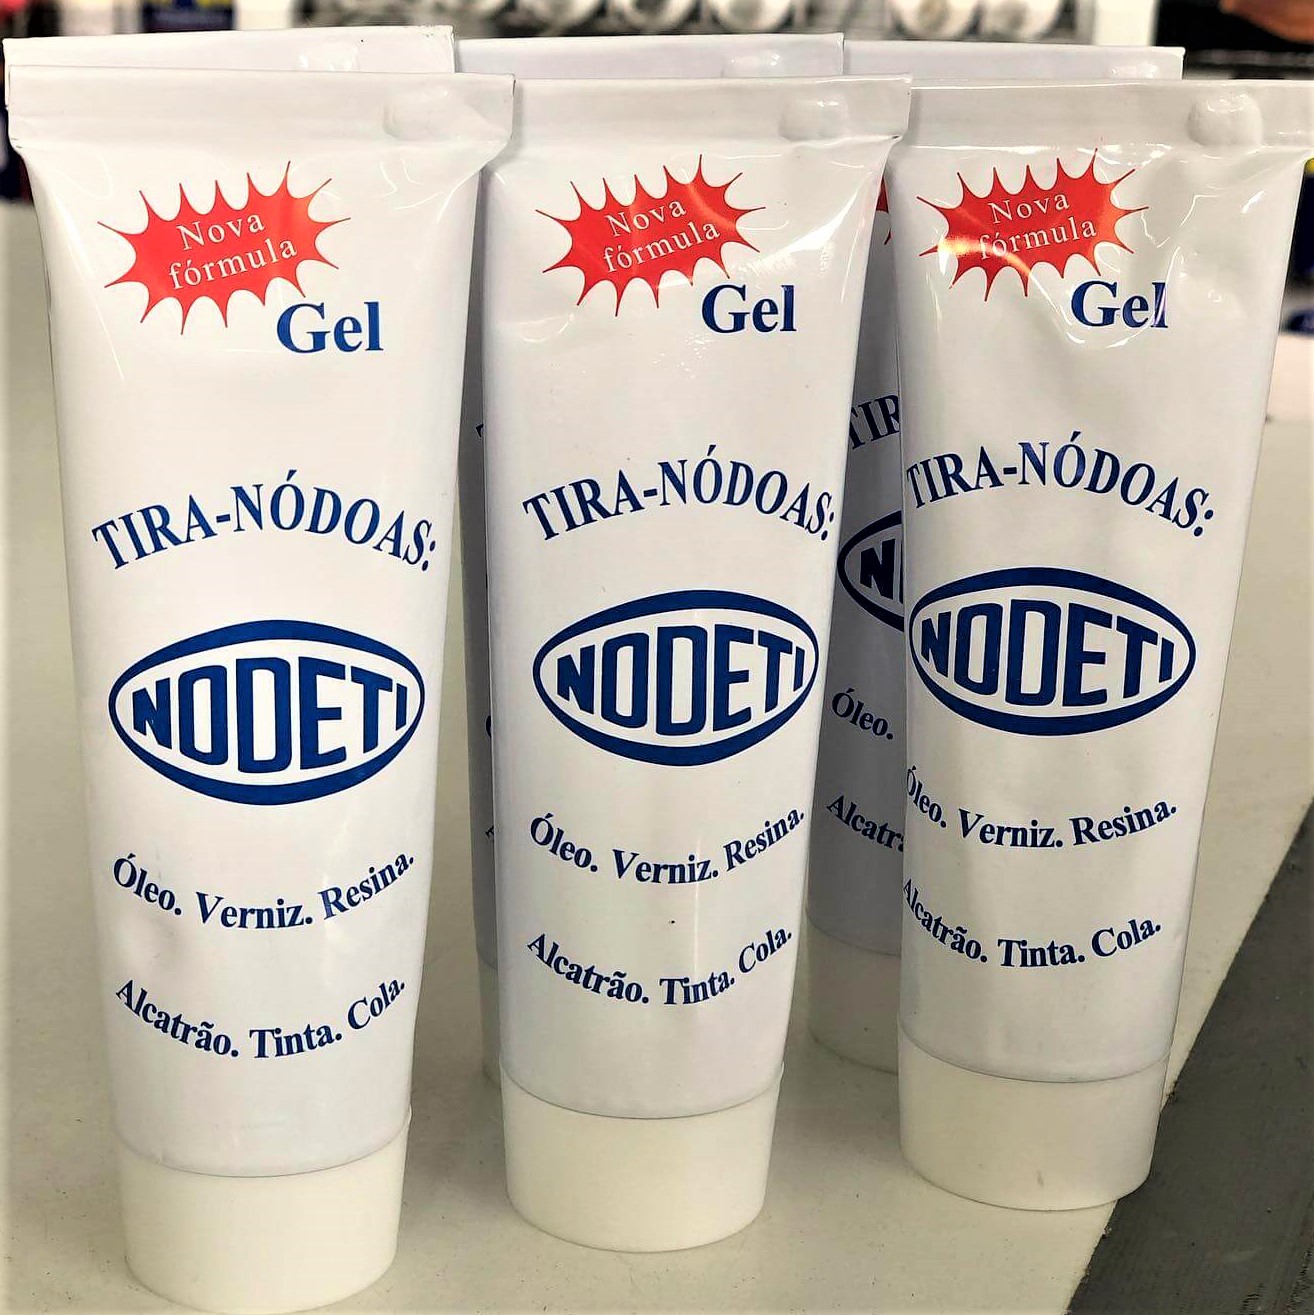 Nova
fórmula
Gel
TIRA-NÓDOAS:
NODETI
Óleo. Verniz. Resina.
Alcatrão. Tinta. Cola.
Nova
fórmula
Gel
TIRA-NÓDOAS:
NODETI
Óleo. Verniz. Resina.
Alcatrão. Tinta. Cola.
Nova
fórmula
Gel
TIRA-NÓDOAS:
NODETI
Óleo. Verniz. Resina.
Alcatrão. Tinta. Cola.
Óleo.